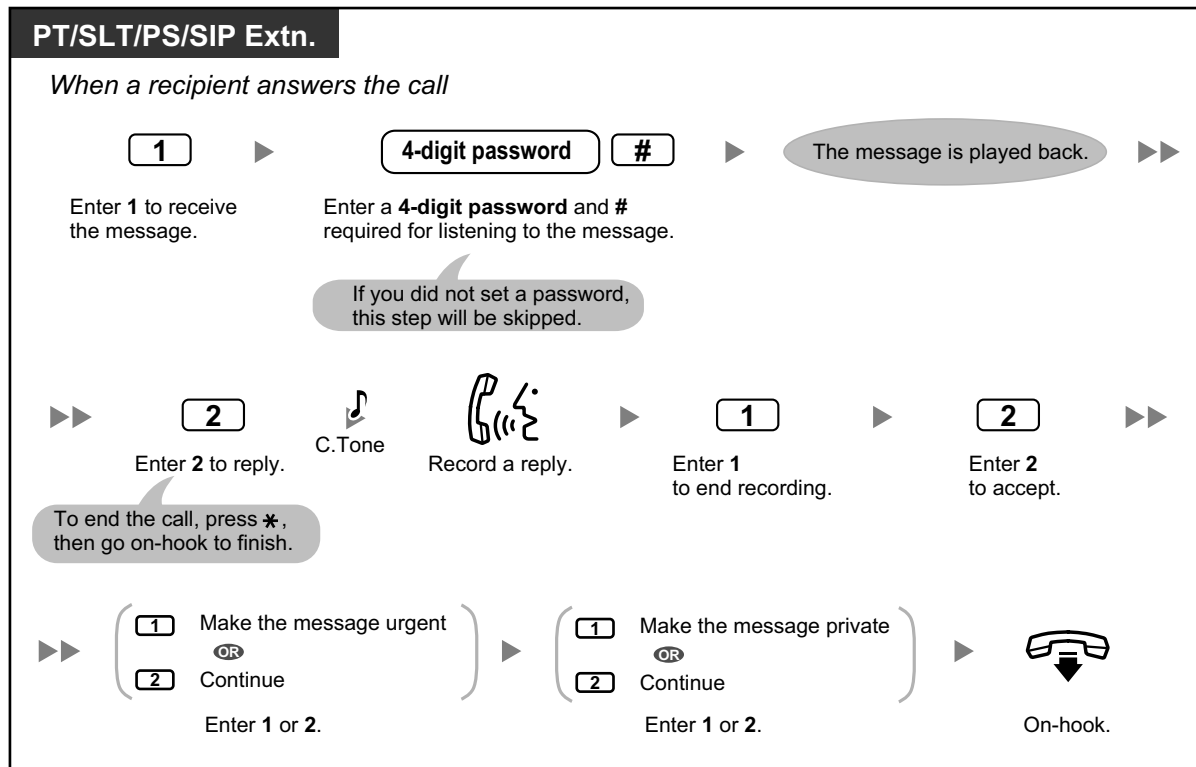 PT/SLT/PS/SIP Extn.
When a recipient answers the call
1
4-digit password #
The message is played back.
Enter 1 to receive
the message.
Enter a 4-digit password and #
required for listening to the message.
If you did not set a password,
this step will be skipped.
2
C.Tone
1
2
Enter 2 to reply.
Record a reply.
Enter 1
to end recording.
Enter 2
to accept.
To end the call, press *,
then go on-hook to finish.
1 Make the message urgent
OR
2 Continue
Enter 1 or 2.
1 Make the message private
OR
2 Continue
Enter 1 or 2.
On-hook.